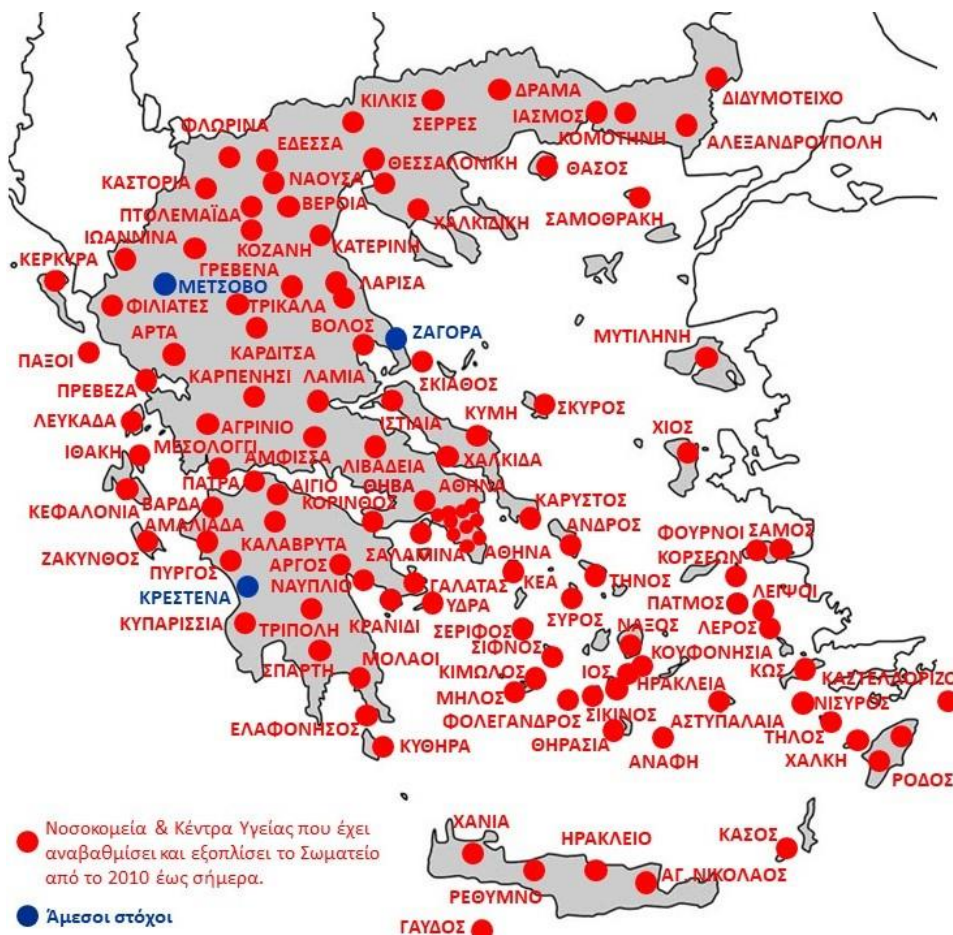 ΔΡΑΜΑ
ΚΙΛΚΙΣ
ΔΙΔΥΜΟΤΕΙΧΟ
ΙΑΣΜΟΣ
ΣΕΡΡΕΣ
ΦΛΩΡΙΝΑ
ΚΟΜΟΤΗΝΗ
ΑΛΕΞΑΝΔΡΟΥΠΟΛΗ
ΕΔΕΣΣΑ
ΘΕΣΣΑΛΟΝΙΚΗ
ΘΑΣΟΣ
ΝΑΟΥΣΑ
ΚΑΣΤΟΡΙΑ
ΒΕΡΟΙΑ
ΠΤΟΛΕΜΑΪΔΑ
ΧΑΛΚΙΔΙΚΗ
ΣΑΜΟΘΡΑΚΗ
ΙΩΑΝΝΙΝΑ
ΚΟΖΑΝΗ
ΚΑΤΕΡΙΝΗ
ΚΕΡΚΥΡΑ
ΓΡΕΒΕΝΑ
ΛΑΡΙΣΑ
ΜΕΤΣΟΒΟ
ΦΙΛΙΑΤΕΣ
ΤΡΙΚΑΛΑ
ΒΟΛΟΣ
ΖΑΓΟΡΑ
ΑΡΤΑ
ΜΥΤΙΛΗΝΗ
ΠΑΞΟΙ
ΚΑΡΔΙΤΣΑ
ΣΚΙΑΘΟΣ
ΠΡΕΒΕΖΑ
ΚΑΡΠΕΝΗΣΙ
ΛΑΜΙΑ
ΣΚΥΡΟΣ
ΛΕΥΚΑΔΑ
ΑΓΡΙΝΙΟ
ΙΣΤΙΑΙΑ
ΚΥΜΗ
ΧΙΟΣ
ΙΘΑΚΗ
ΜΕΣΟΛΟΓΓΙ
ΑΜΦΙΣΣΑ
ΛΙΒΑΔΕΙΑ
ΧΑΛΚΙΔΑ
ΠΑΤΡΑ
ΑΙΓΙΟ
ΘΗΒΑ
ΑΘΗΝΑ
ΚΕΦΑΛΟΝΙΑ
ΒΑΡΔΑ
ΚΟΡΙΝΘΟΣ
ΚΑΡΥΣΤΟΣ
ΑΜΑΛΙΑΔΑ
ΑΝΔΡΟΣ
ΦΟΥΡΝΟΙ
ΣΑΜΟΣ
ΖΑΚΥΝΘΟΣ
ΚΑΛΑΒΡΥΤΑ
ΣΑΛΑΜΙΝΑ
ΑΘΗΝΑ
ΚΟΡΣΕΩΝ
ΠΥΡΓΟΣ
ΑΡΓΟΣ
ΝΑΥΠΛΙΟ
ΓΑΛΑΤΑΣ
ΚΕΑ
ΤΗΝΟΣ
ΛΕΙΨΟΙ
ΚΡΕΣΤΕΝΑ
ΥΔΡΑ
ΣΥΡΟΣ
ΠΑΤΜΟΣ
ΚΥΠΑΡΙΣΣΙΑ
ΤΡΙΠΟΛΗ
ΚΡΑΝΙΔΙ
ΣΕΡΙΦΟΣ
ΝΑΞΟΣ
ΛΕΡΟΣ
ΣΙΦΝΟΣ
ΚΟΥΦΟΝΗΣΙΑ
ΣΠΑΡΤΗ
ΜΟΛΑΟΙ
ΚΙΜΩΛΟΣ
ΙΟΣ
ΗΡΑΚΛΕΙΑ
ΚΩΣ
ΚΑΣΤΕΛΛΟΡΙΖΟ
ΜΗΛΟΣ
ΝΙΣΥΡΟΣ
ΕΛΑΦΟΝΗΣΟΣ
ΦΟΛΕΓΑΝΔΡΟΣ
ΣΙΚΙΝΟΣ
ΑΣΤΥΠΑΛΑΙΑ
ΤΗΛΟΣ
ΚΥΘΗΡΑ
ΘΗΡΑΣΙΑ
ΑΝΑΦΗ
ΧΑΛΚΗ
ΡΟΔΟΣ
Νοσοκομεία & Κέντρα Υγείας που έχει
αναβαθμίσει και εξοπλίσει το Σωματείο
από το 2010 έως σήμερα.
Άμεσοι στόχοι
ΧΑΝΙΑ
ΗΡΑΚΛΕΙΟ
ΚΑΣΟΣ
ΡΕΘΥΜΝΟ
ΑΓ. ΝΙΚΟΛΑΟΣ
ΓΑΥΔΟΣ